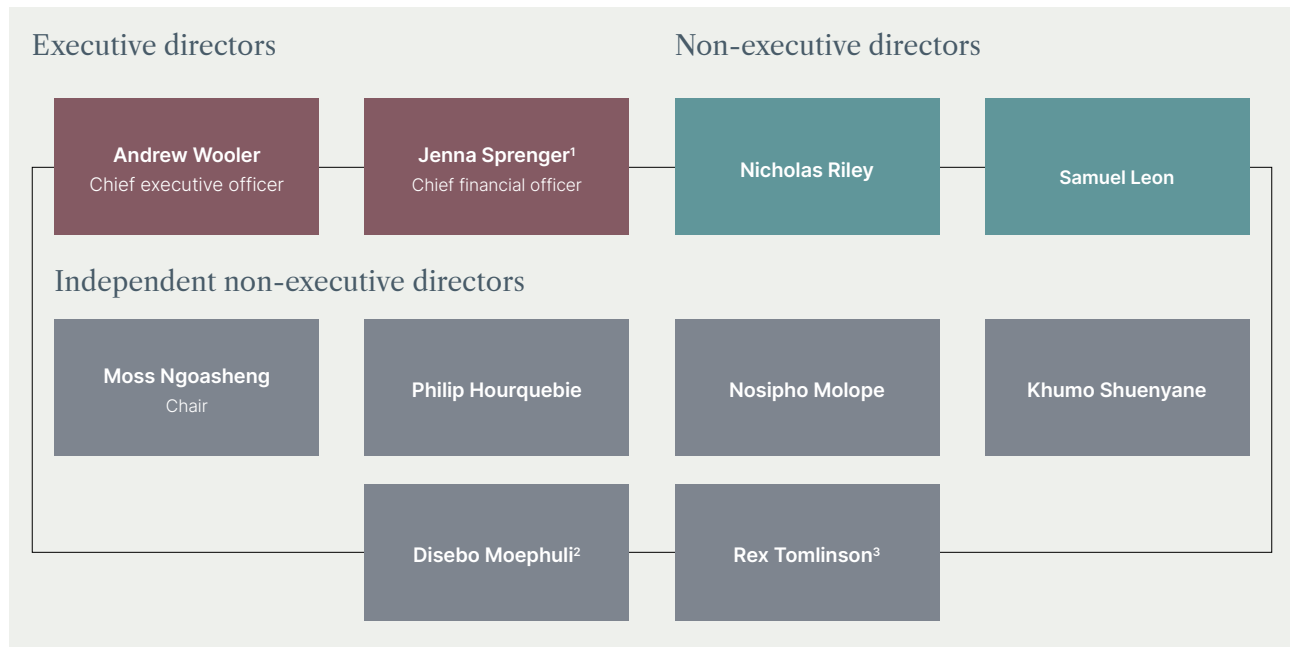 Executive directors
Non-executive directors
Andrew Wooler
Chief executive officer
Jenna Sprenger¹
Chief financial officer
Nicholas Riley
Samuel Leon
Independent non-executive directors
Moss Ngoasheng
Chair
Philip Hourquebie
Nosipho Molope
Khumo Shuenyane
Disebo Moephuli²
Rex Tomlinson³